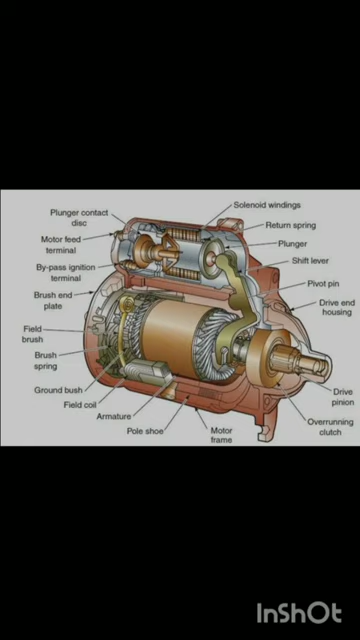 Solenoid windings
Plunger contact
disc
Return spring
Motor feed
terminal
Plunger
Shift lever
By-pass ignition
terminal
Pivot pin
Brush end
plate
Drive end
housing
Field
brush
Brush
spring
Ground bush
Field coil
Armature
Pole shoe
Motor
frame
Drive
pinion
Overrunning
clutch
InShOt